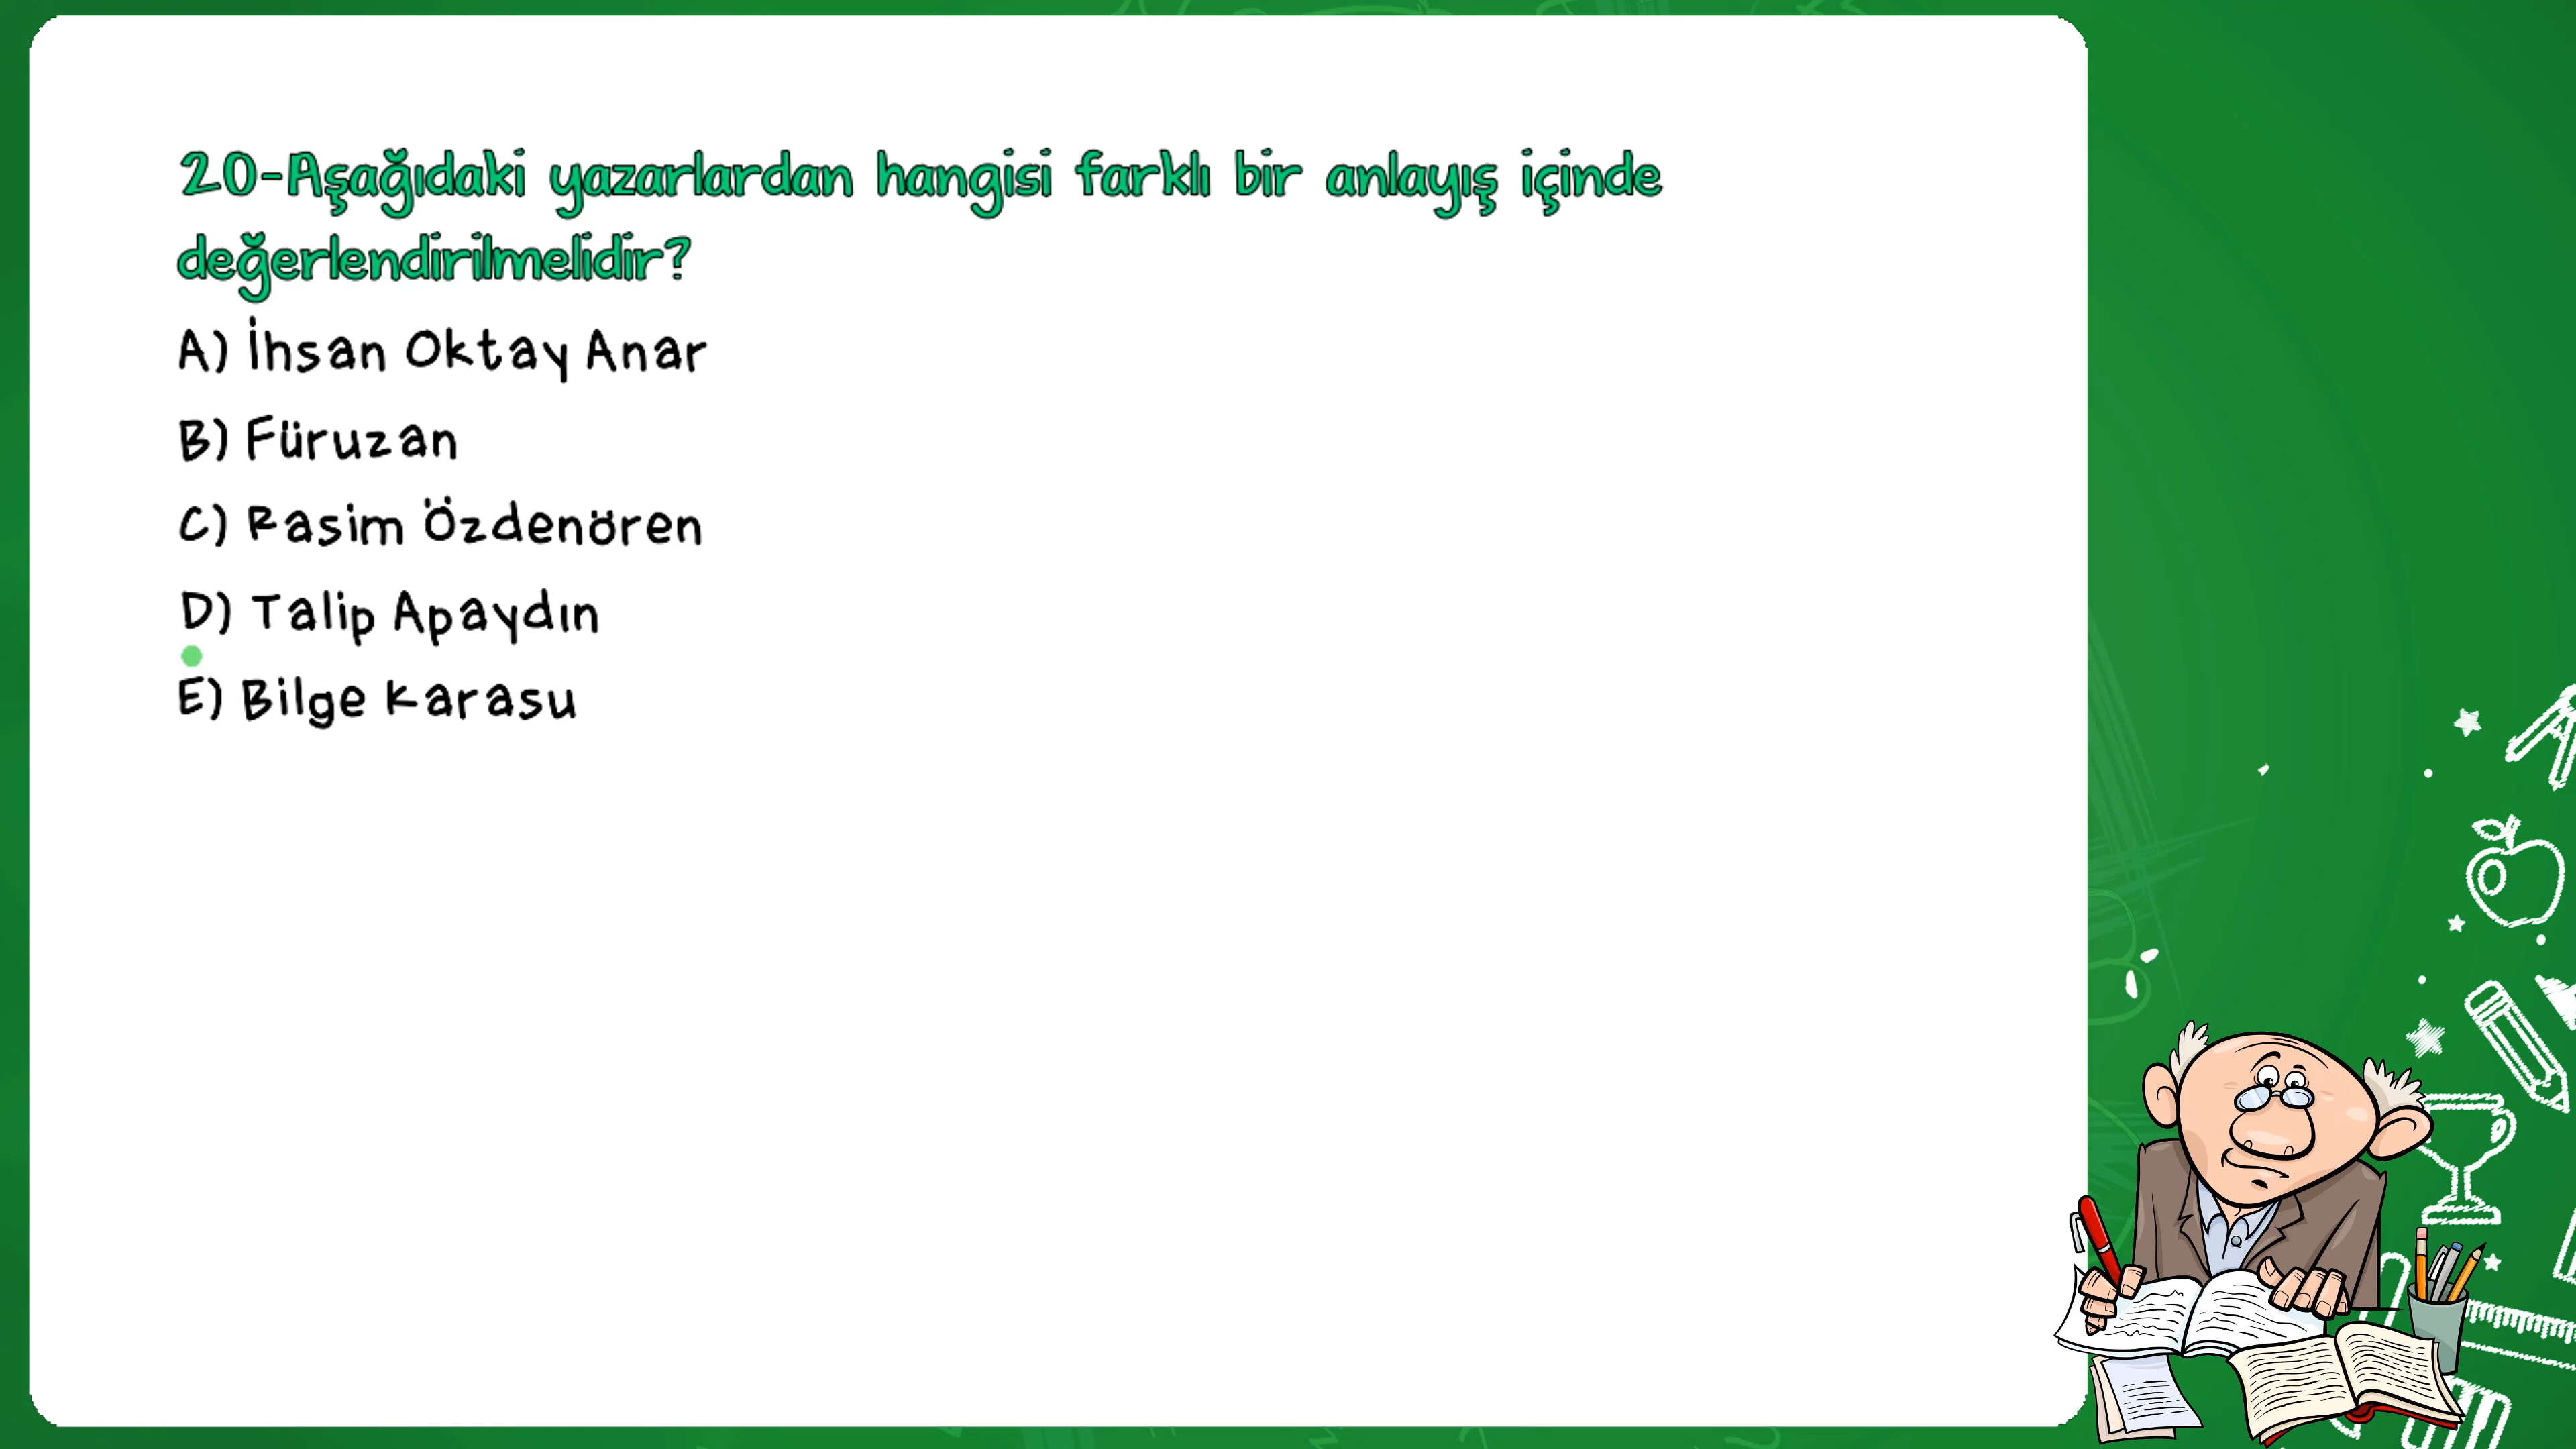 20-Aşağıdaki yazarlardan hangisi farklı bir anlayış içinde
değerlendirilmelidir?
A) İhsan Oktay Anar
B) Füruzan
C) Rasim Özdenören
D) Talip Apaydın
E) Bilge Karasu